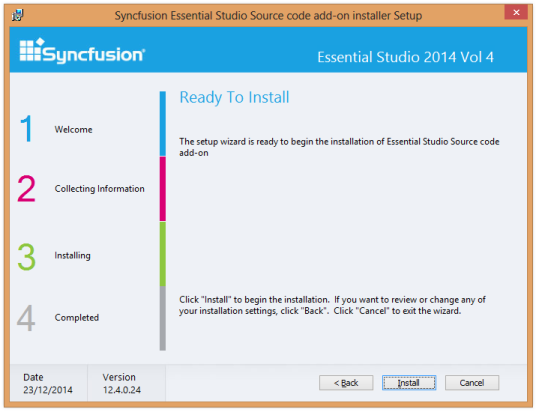 Syncfusion Essential Studio Source code add-on installer Setup
Syncfusion
Essential Studio 2014 Vol 4
Ready To Install
1
Welcome
The setup wizard is ready to begin the installation of Essential Studio Source code
add-on
2
Collecting Information
3
Installing
Click "Install" to begin the installation. If you want to review or change any of
your installation settings, click "Back". Click "Cancel" to exit the wizard.
4
Completed
Date
23/12/2014
Version
12.4.0.24
< Back
Install
Cancel